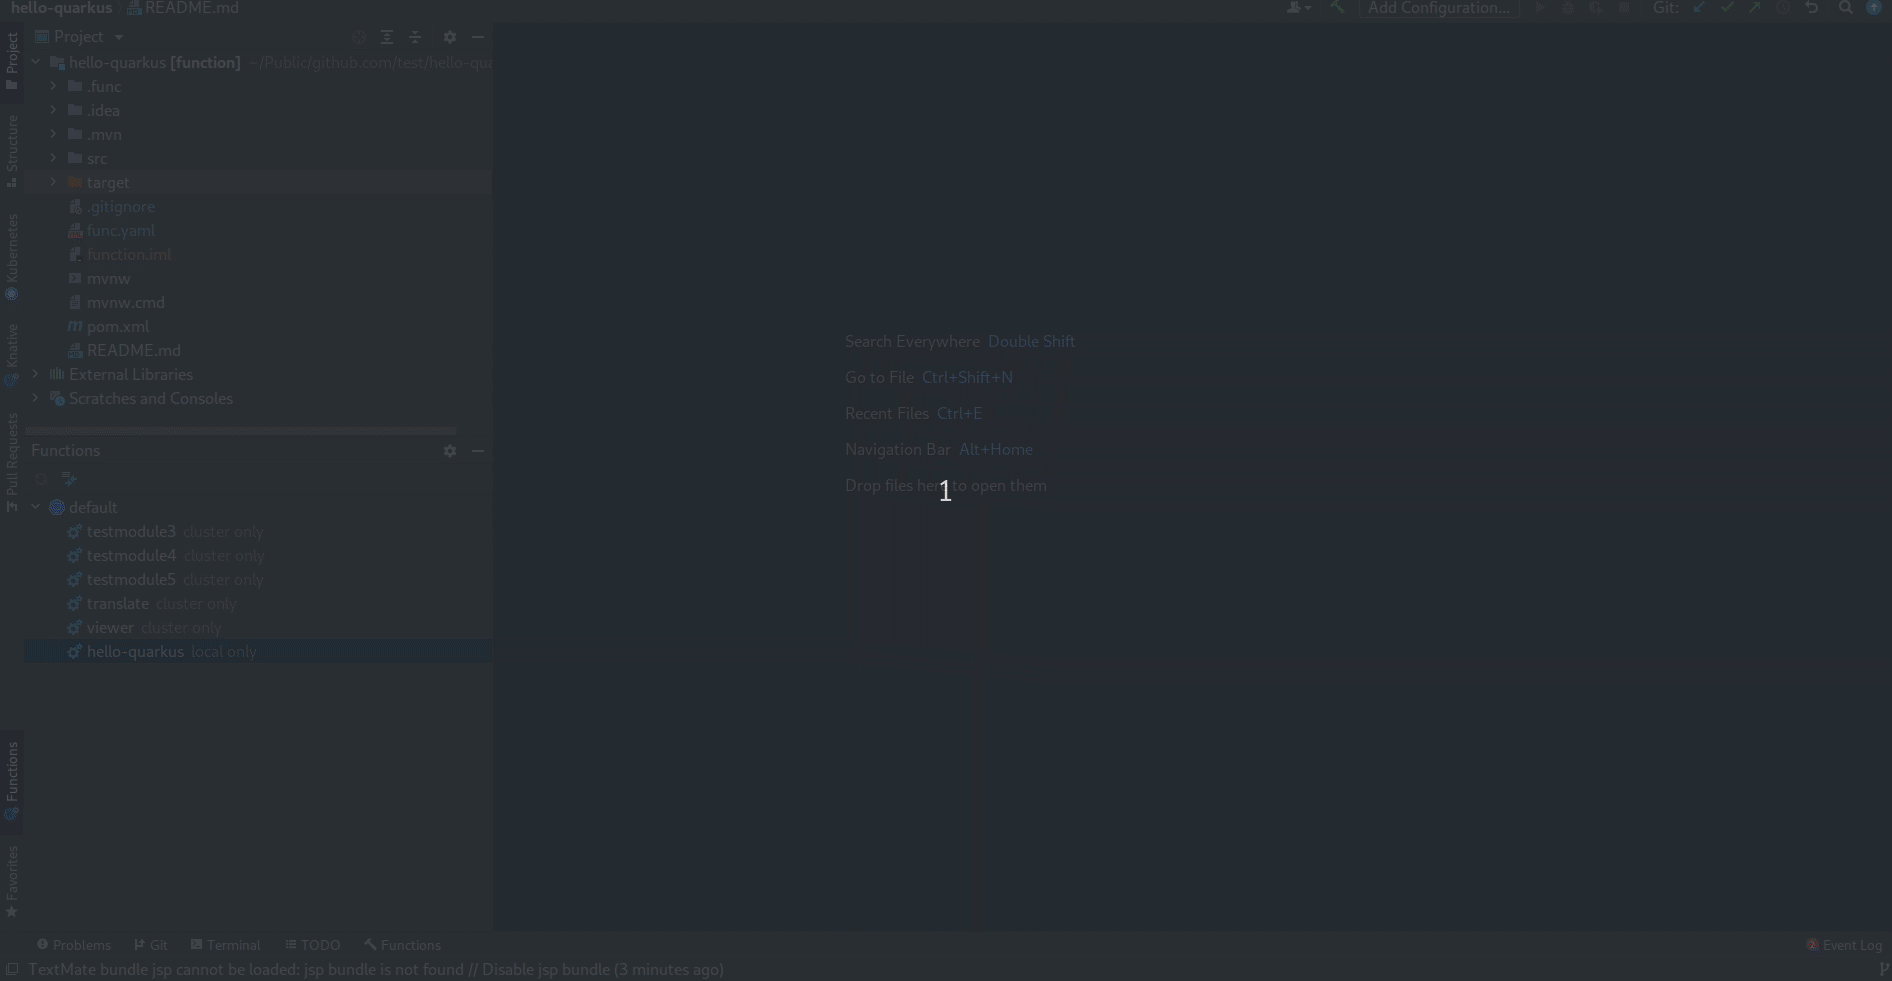 hello-quarkus README.md
Add Configuration...
Git:
Project
Project
hello-quarkus [function] ~/Public/github.com/test/hello-qua
.func
.idea
.mvn
src
target
.gitignore
func.yaml
function.iml
mvnw
mvnw.cmd
pom.xml
README.md
External Libraries
Scratches and Consoles
Structure
Kubernetes
Knative
Pull Requests
Functions
default
testmodule3 cluster only
testmodule4 cluster only
testmodule5 cluster only
translate cluster only
viewer cluster only
hello-quarkus local only
Functions
Favorites
Search Everywhere Double Shift
Go to File Ctrl+Shift+N
Recent Files Ctrl+E
Navigation Bar Alt+Home
Drop files here to open them
1
Problems Git Terminal TODO Functions
2 Event Log
TextMate bundle jsp cannot be loaded: jsp bundle is not found // Disable jsp bundle (3 minutes ago)